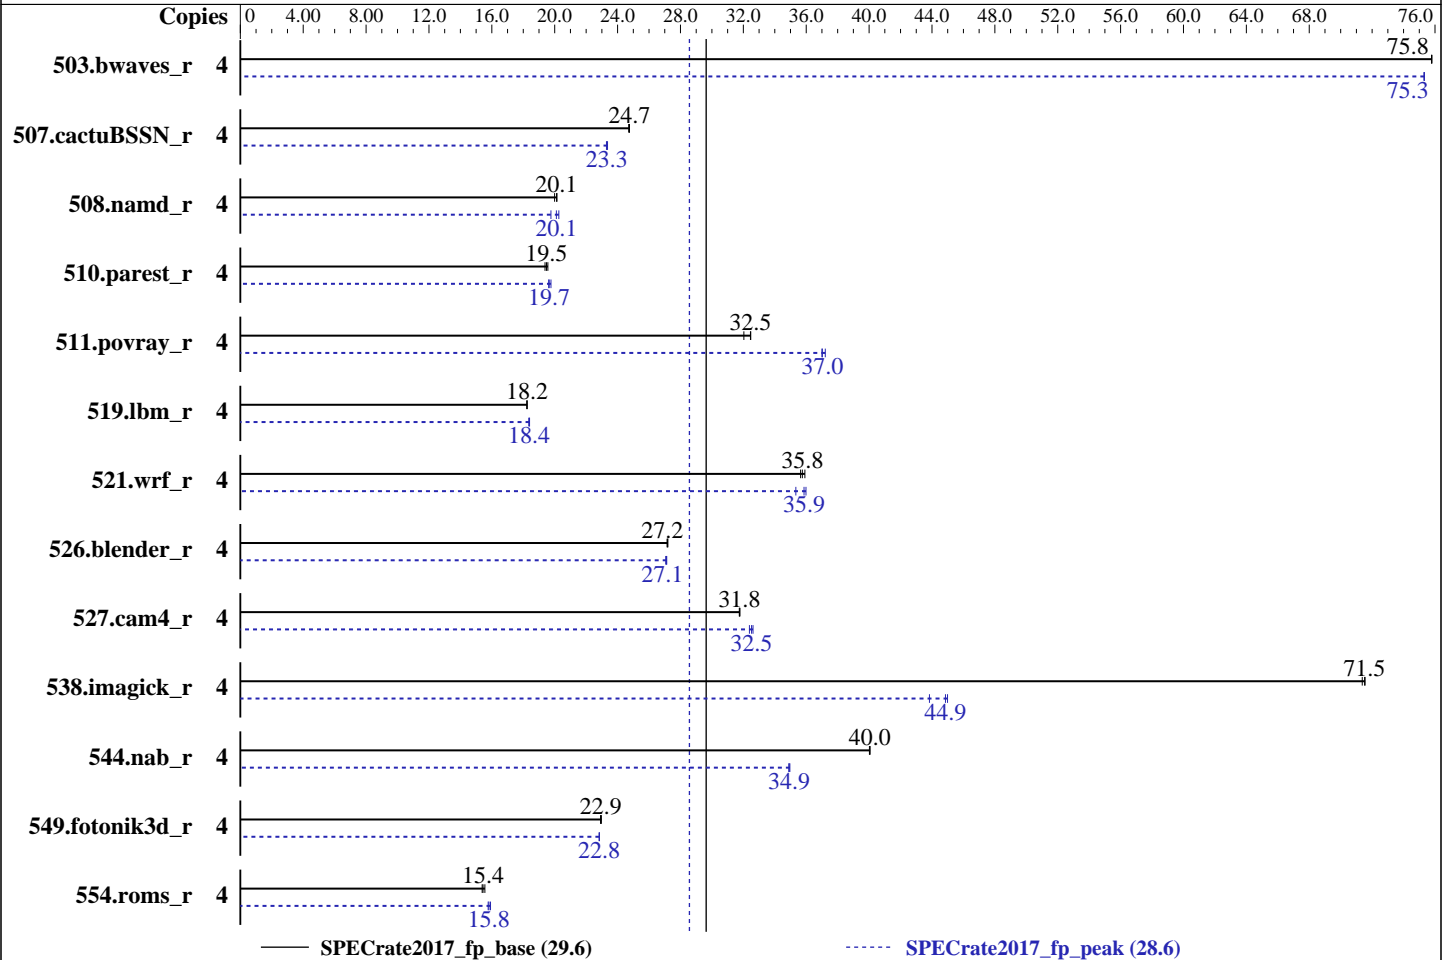 Copies 0 4.00 8.00 12.0 16.0 20.0 24.0 28.0 32.0 36.0 40.0 44.0 48.0 52.0 56.0 60.0 64.0 68.0 76.0
75.8
503.bwaves_r 4
75.3
24.7
507.cactuBSSN_r 4
23.3
20.1
508.namd_r 4
20.1
19.5
510.parest_r 4
19.7
32.5
511.povray_r 4
37.0
18.2
519.lbm_r 4
18.4
35.8
521.wrf_r 4
35.9
27.2
526.blender_r 4
27.1
31.8
527.cam4_r 4
32.5
71.5
538.imagick_r 4
44.9
40.0
544.nab_r 4
34.9
22.9
549.fotonik3d_r 4
22.8
15.4
554.roms_r 4
15.8
SPECrate2017_fp_base (29.6) SPECrate2017_fp_peak (28.6)